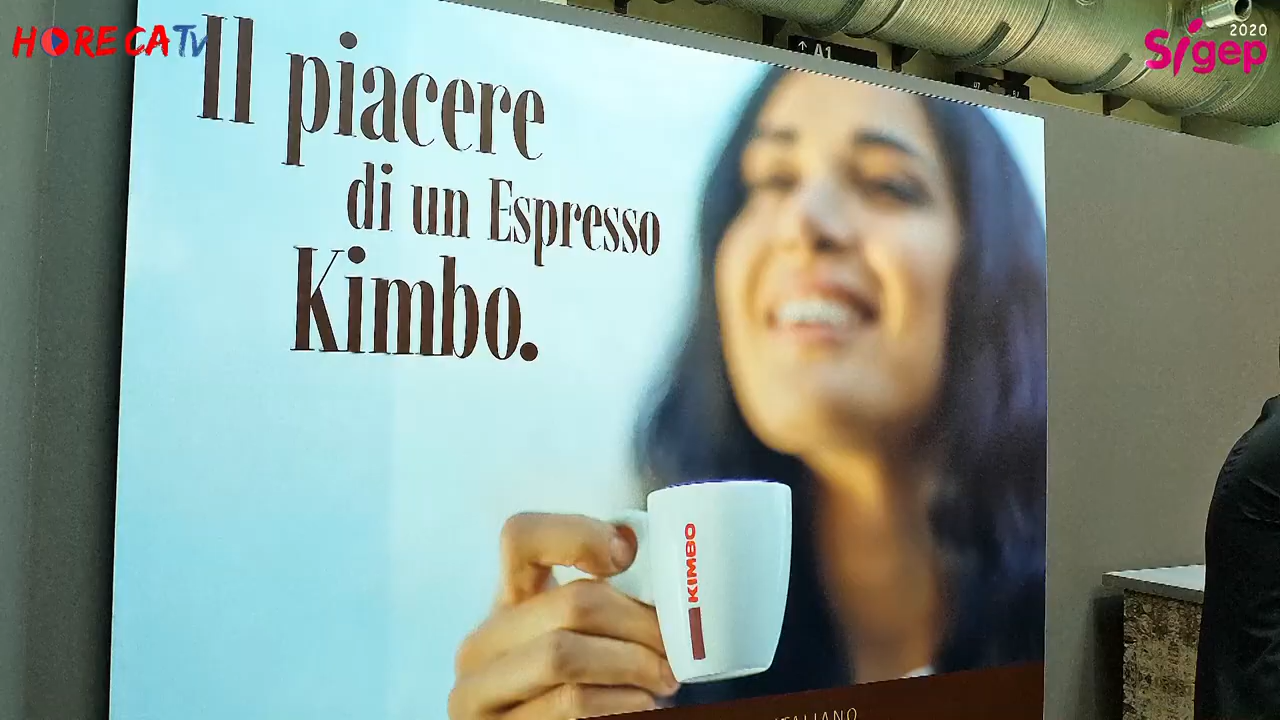 HORECATV
2020
Sigep
↑ A1
Il piacere
di un Espresso
Kimbo.
KIMBO